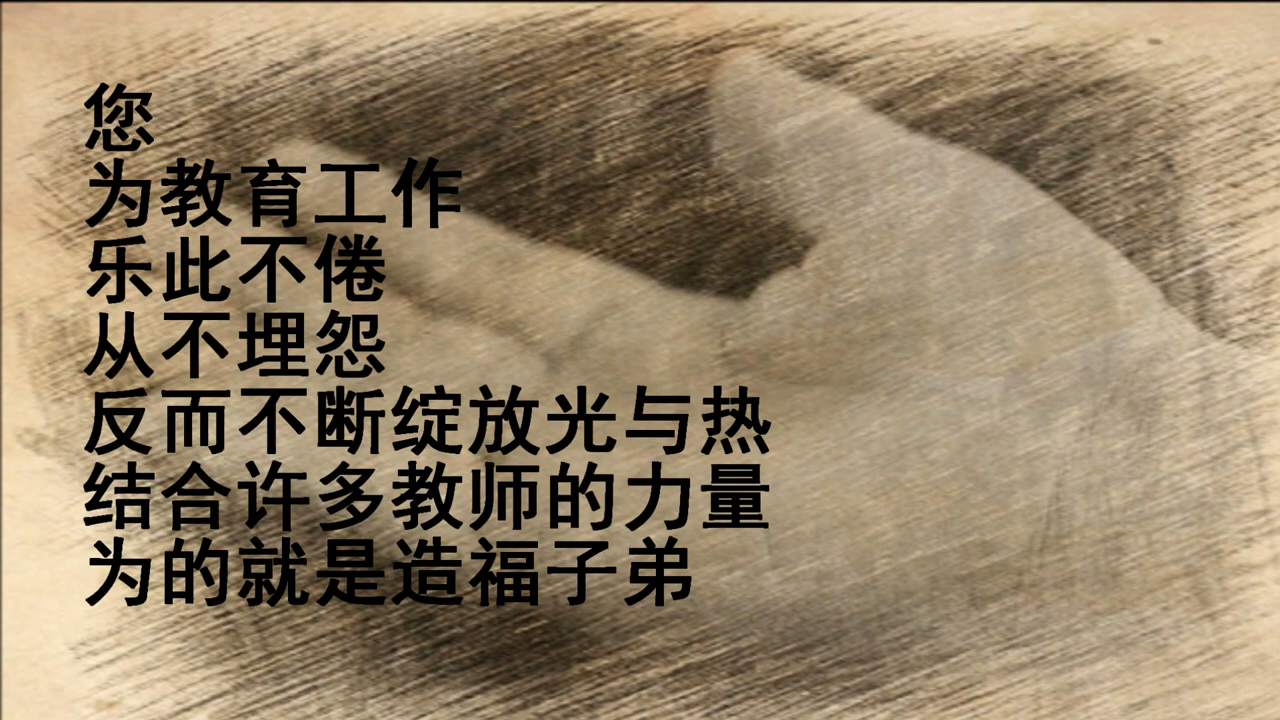 您
为教育工作
乐此不倦
从不埋怨
反而不断绽放光与热
结合许多教师的力量
为的就是造福子弟